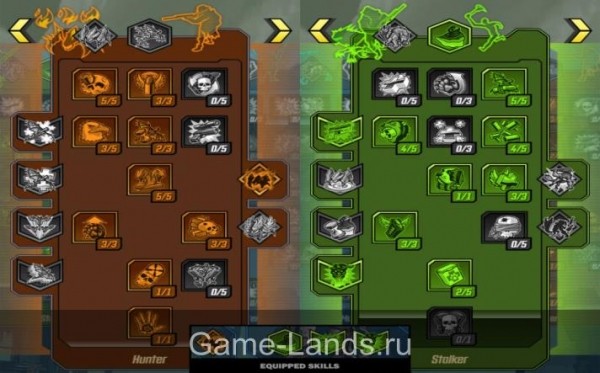 5/5 3/3 0/5
3/5 2/3 0/5
5/5
3/3 3/3
1/1 0/5
1/1
Hunter
0/5 0/3 5/5
4/5 0/3 4/5
1/1 3/3
3/3 0/5
2/5
0/1
Stalker
Game-Lands.ru
EQUIPPED SKILLS